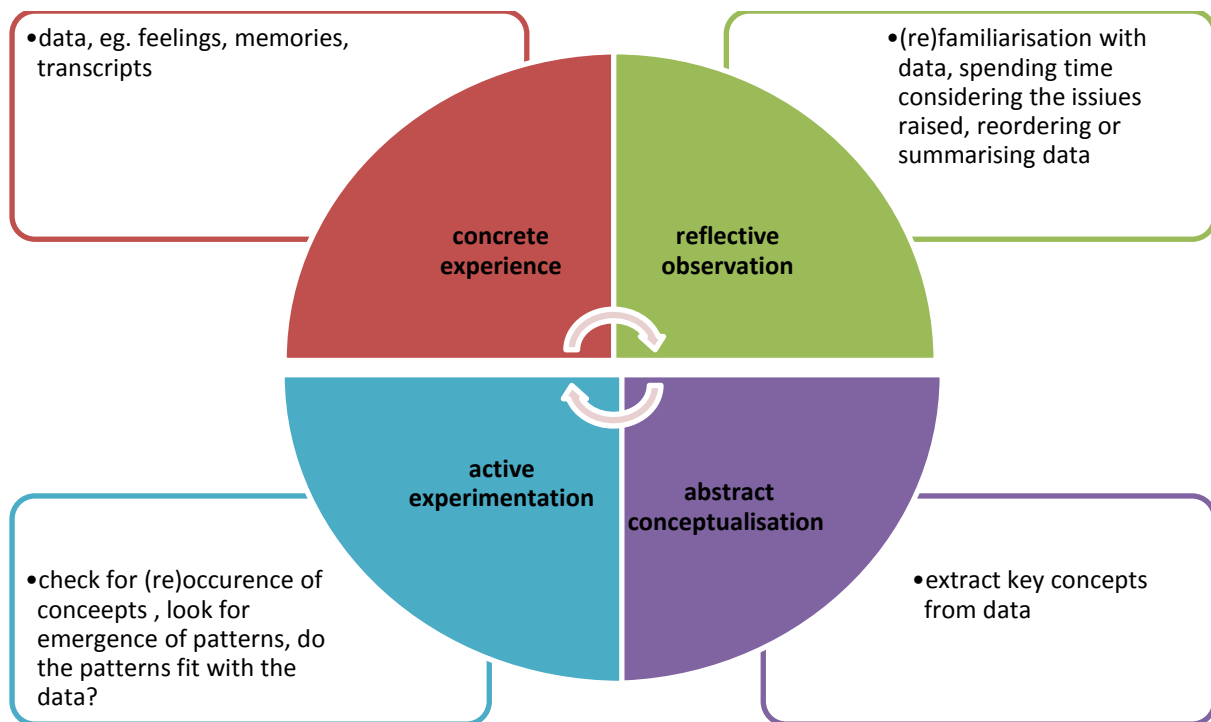 •data, eg. feelings, memories,
transcripts
•(re)familiarisation with
data, spending time
considering the issiues
raised, reordering or
summarising data
concrete
experience
reflective
observation
active
experimentation
abstract
conceptualisation
•check for (re)occurence of
conceepts , look for
emergence of patterns, do
the patterns fit with the
data?
•extract key concepts
from data